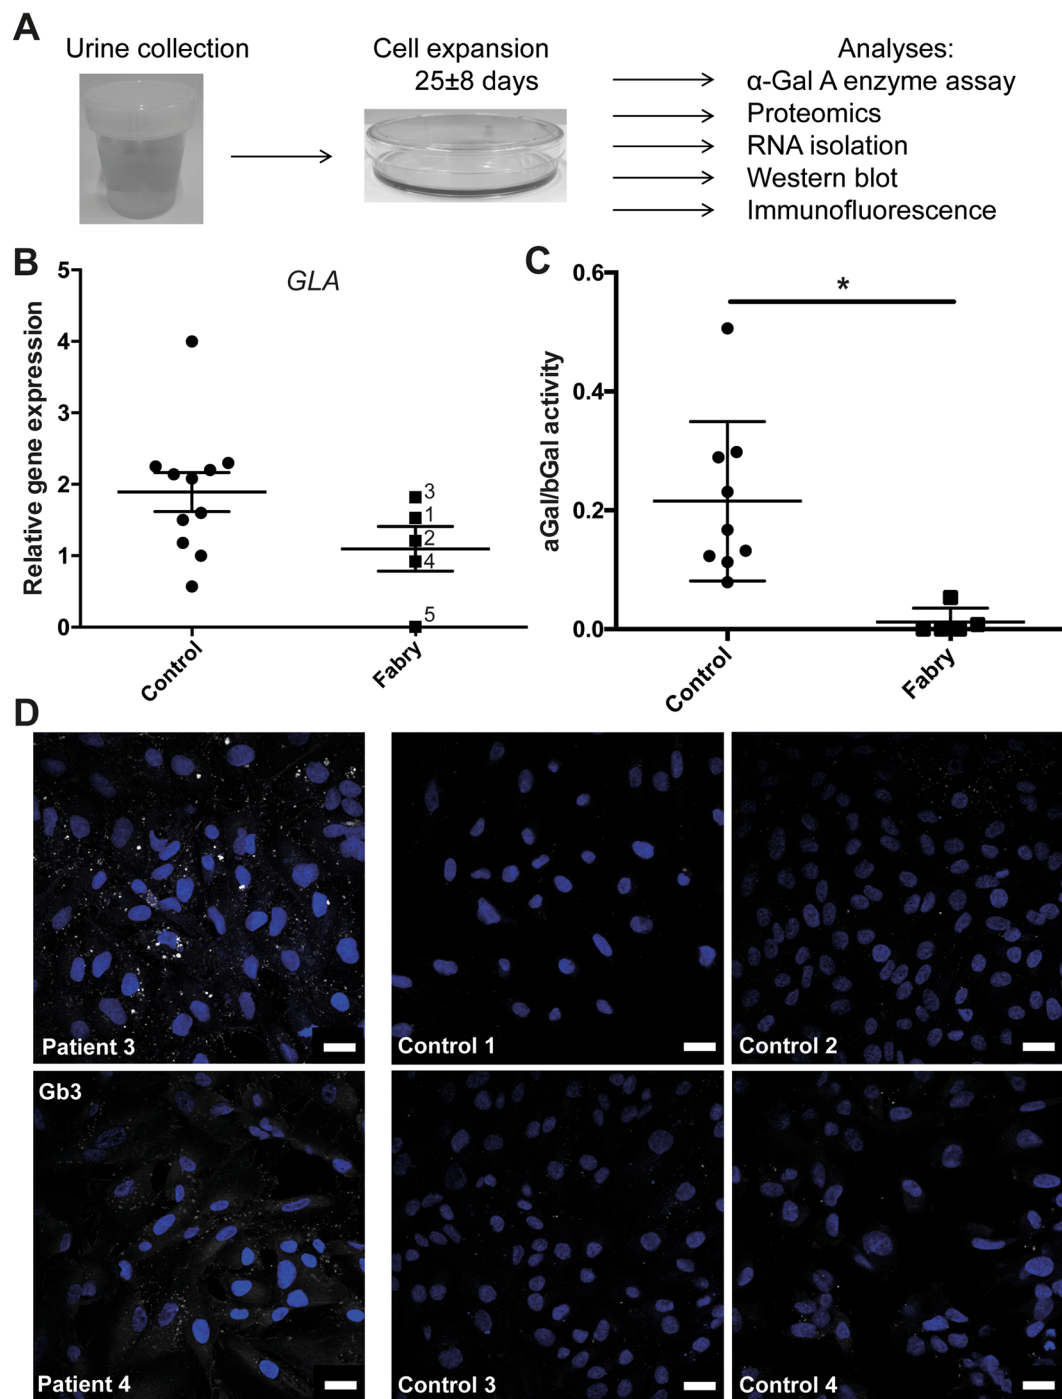 A
Urine collection
Cell expansion
25±8 days
Analyses:
α-Gal A enzyme assay
Proteomics
RNA isolation
Western blot
Immunofluorescence
B
GLA
Relative gene expression
5
4
3
2
1
0
3
1
2
4
5
Control
Fabry
C
*
aGal/bGal activity
0.6
0.4
0.2
0.0
Control
Fabry
D
Patient 3
Control 1
Control 2
Gb3
Patient 4
Control 3
Control 4